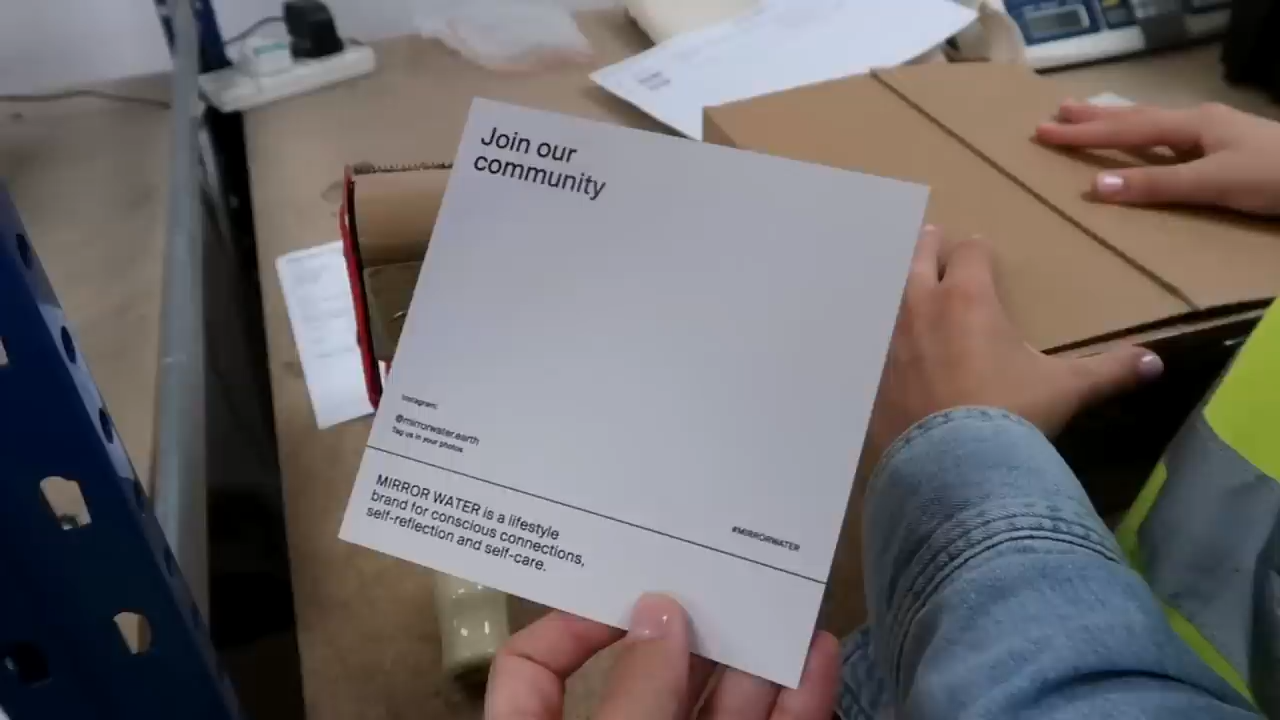 Join our
community
Instagram:
@mirrorwater.earth
Tag us in your photos
#MIRRORWATER
MIRROR WATER is a lifestyle
brand for conscious connections,
self-reflection and self-care.